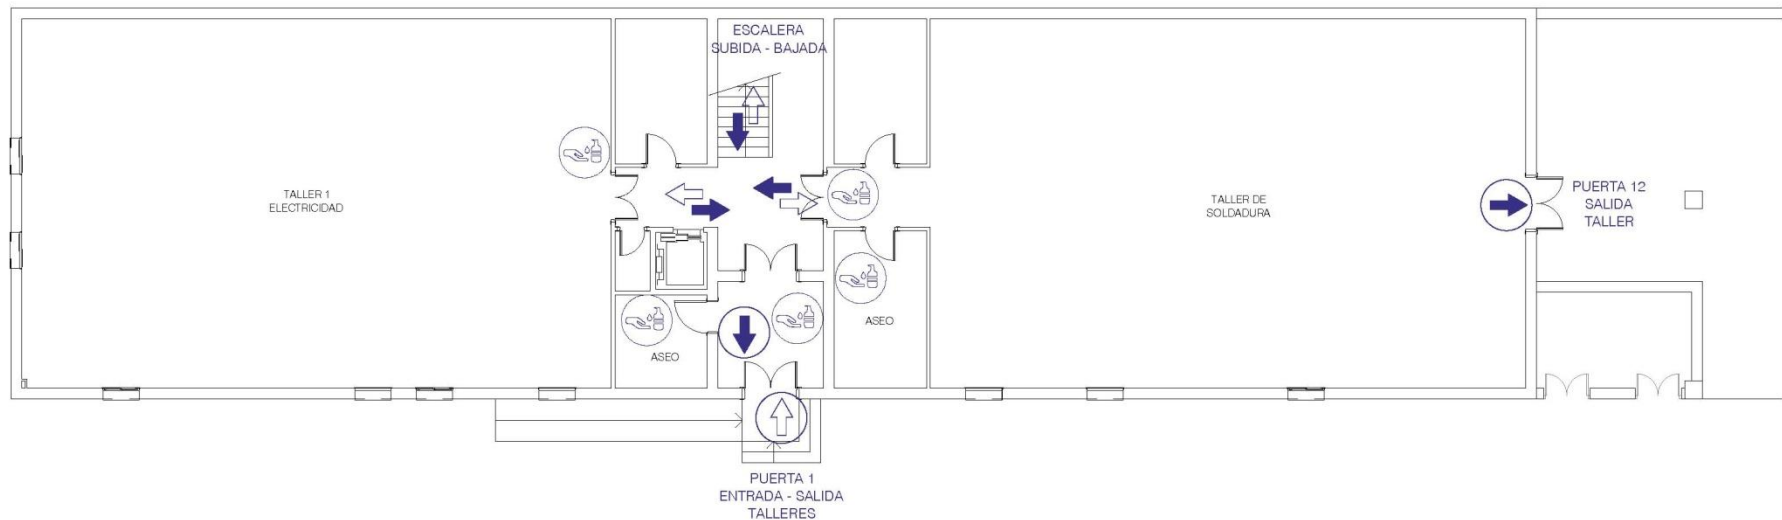 ESCALERA
SUBIDA - BAJADA
TALLER 1
ELECTRICIDAD
TALLER DE
SOLDADURA
PUERTA 12
SALIDA
TALLER
ASEO
ASEO
PUERTA 1
ENTRADA - SALIDA
TALLERES